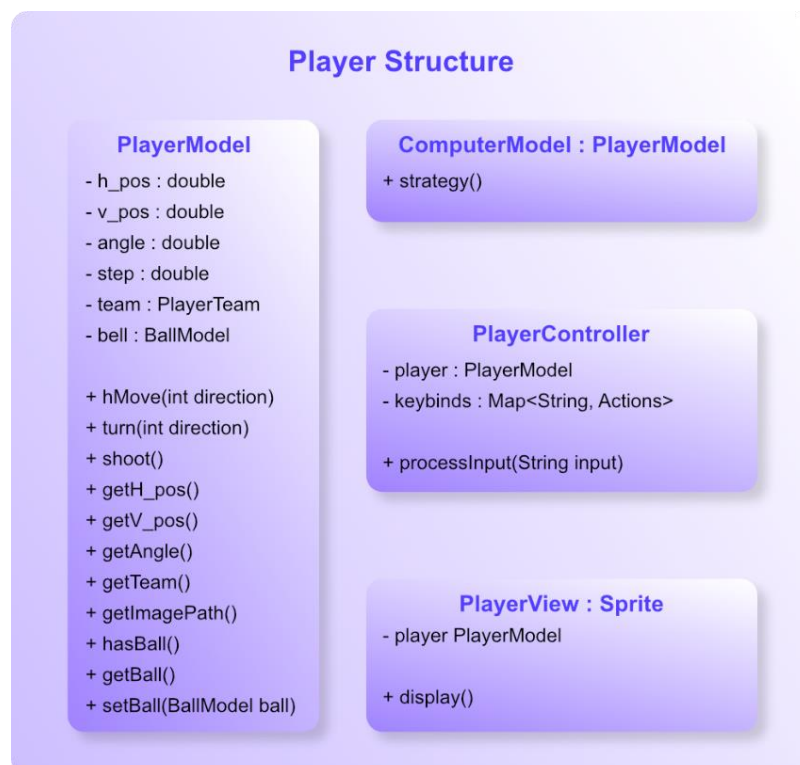 Player Structure
PlayerModel
- h_pos : double
- v_pos : double
- angle : double
- step : double
- team : PlayerTeam
- bell : BallModel
+ hMove(int direction)
+ turn(int direction)
+ shoot()
+ getH_pos()
+ getV_pos()
+ getAngle()
+ getTeam()
+ getImagePath()
+ hasBall()
+ getBall()
+ setBall(BallModel ball)
ComputerModel : PlayerModel
+ strategy()
PlayerController
- player : PlayerModel
- keybinds : Map<String, Actions>
+ processInput(String input)
PlayerView : Sprite
- player PlayerModel
+ display()